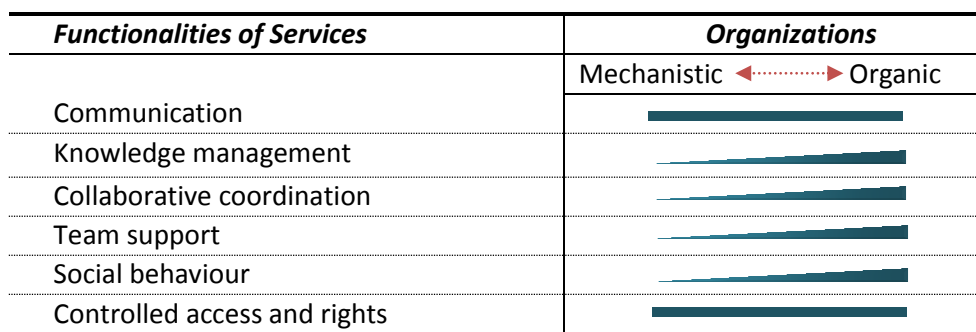 Functionalities of Services Organizations
Mechanistic Organic
Communication
Knowledge management
Collaborative coordination
Team support
Social behaviour
Controlled access and rights